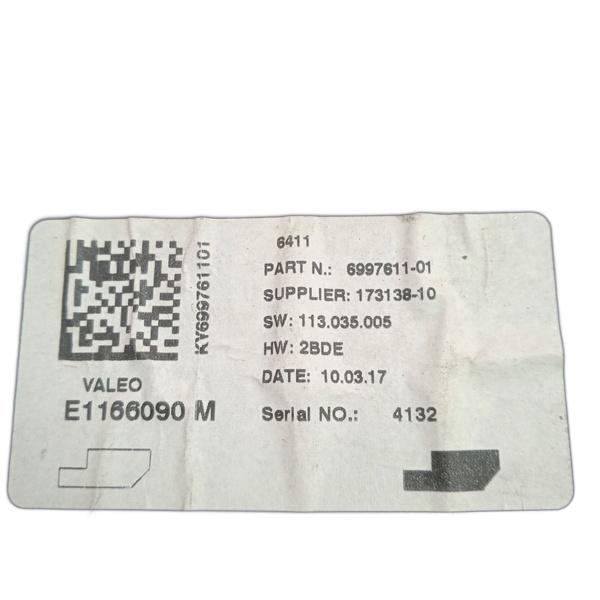 KY699761101
6411
PART N.: 6997611-01
SUPPLIER: 173138-10
SW: 113.035.005
HW: 2BDE
DATE: 10.03.17
VALEO
E1166090 M
Serial NO.: 4132